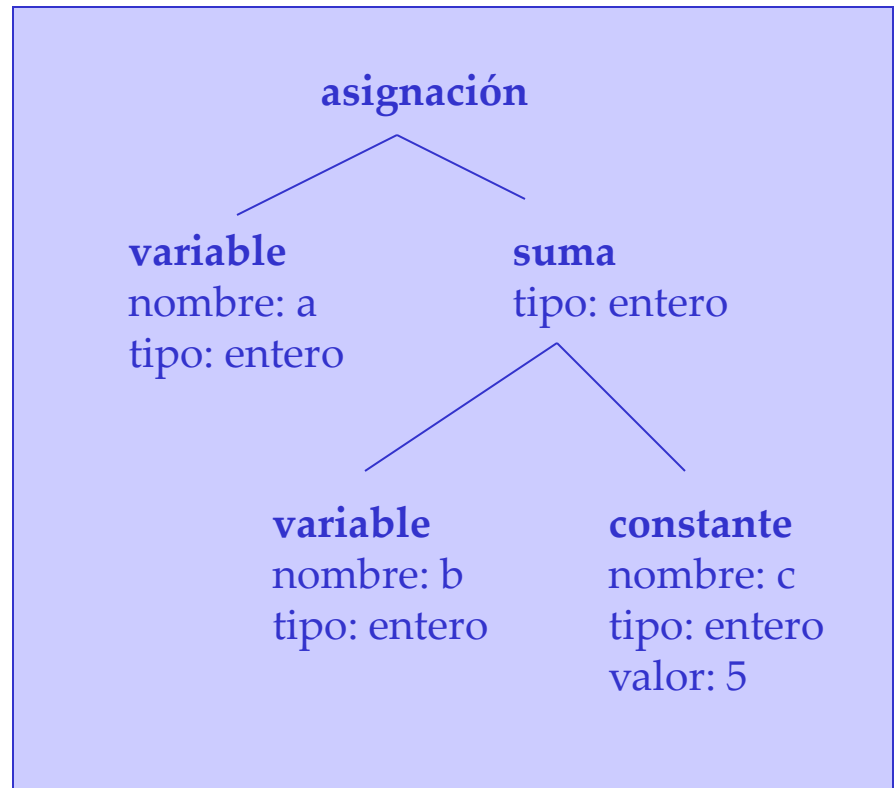 asignación
variable
nombre: a
tipo: entero
suma
tipo: entero
variable
nombre: b
tipo: entero
constante
nombre: c
tipo: entero
valor: 5